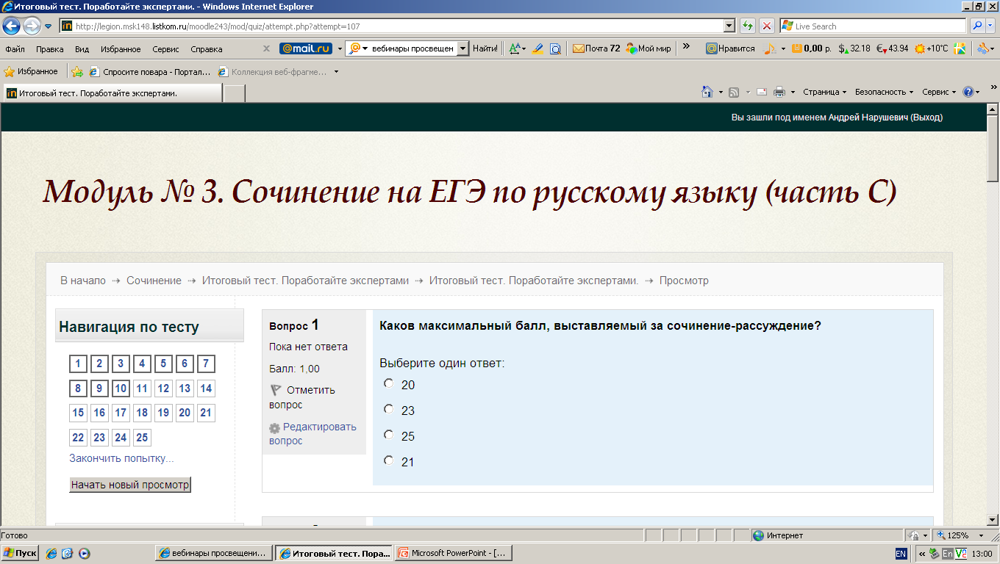 Итоговый тест. Поработайте экспертами. - Windows Internet Explorer
http://legion.msk148.listkom.ru/moodle243/mod/quiz/attempt.php?attempt=107
Live Search
Файл Правка Вид Избранное Сервис Справка
@mail.ru вебинары просвещен Найти! Почта 72 Мой мир » Нравится 0,00 р. $ 32.18 € 43.94 +10°C
Избранное Спросите повара - Портал... Коллекция веб-фрагме...
Итоговый тест. Поработайте экспертами.
Страница Безопасность Сервис »
Вы зашли под именем Андрей Нарушевич (Выход)
Модуль № 3. Сочинение на ЕГЭ по русскому языку (часть С)
В начало ⇢ Сочинение ⇢ Итоговый тест. Поработайте экспертами ⇢ Итоговый тест. Поработайте экспертами. ⇢ Просмотр
Навигация по тесту
1 2 3 4 5 6 7
8 9 10 11 12 13 14
15 16 17 18 19 20 21
22 23 24 25
Закончить попытку...
Начать новый просмотр
Вопрос 1
Пока нет ответа
Балл: 1,00
Отметить
вопрос
Редактировать
вопрос
Каков максимальный балл, выставляемый за сочинение-рассуждение?
Выберите один ответ:
20
23
25
21
Готово
Интернет
125%
Пуск
вебинары просвещени...
Итоговый тест. Пора...
Microsoft PowerPoint - [...
EN « En 13:00